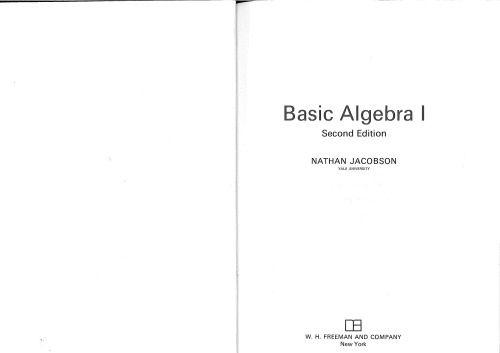 Basic Algebra I
Second Edition
NATHAN JACOBSON
YALE UNIVERSITY
W. H. FREEMAN AND COMPANY
New York